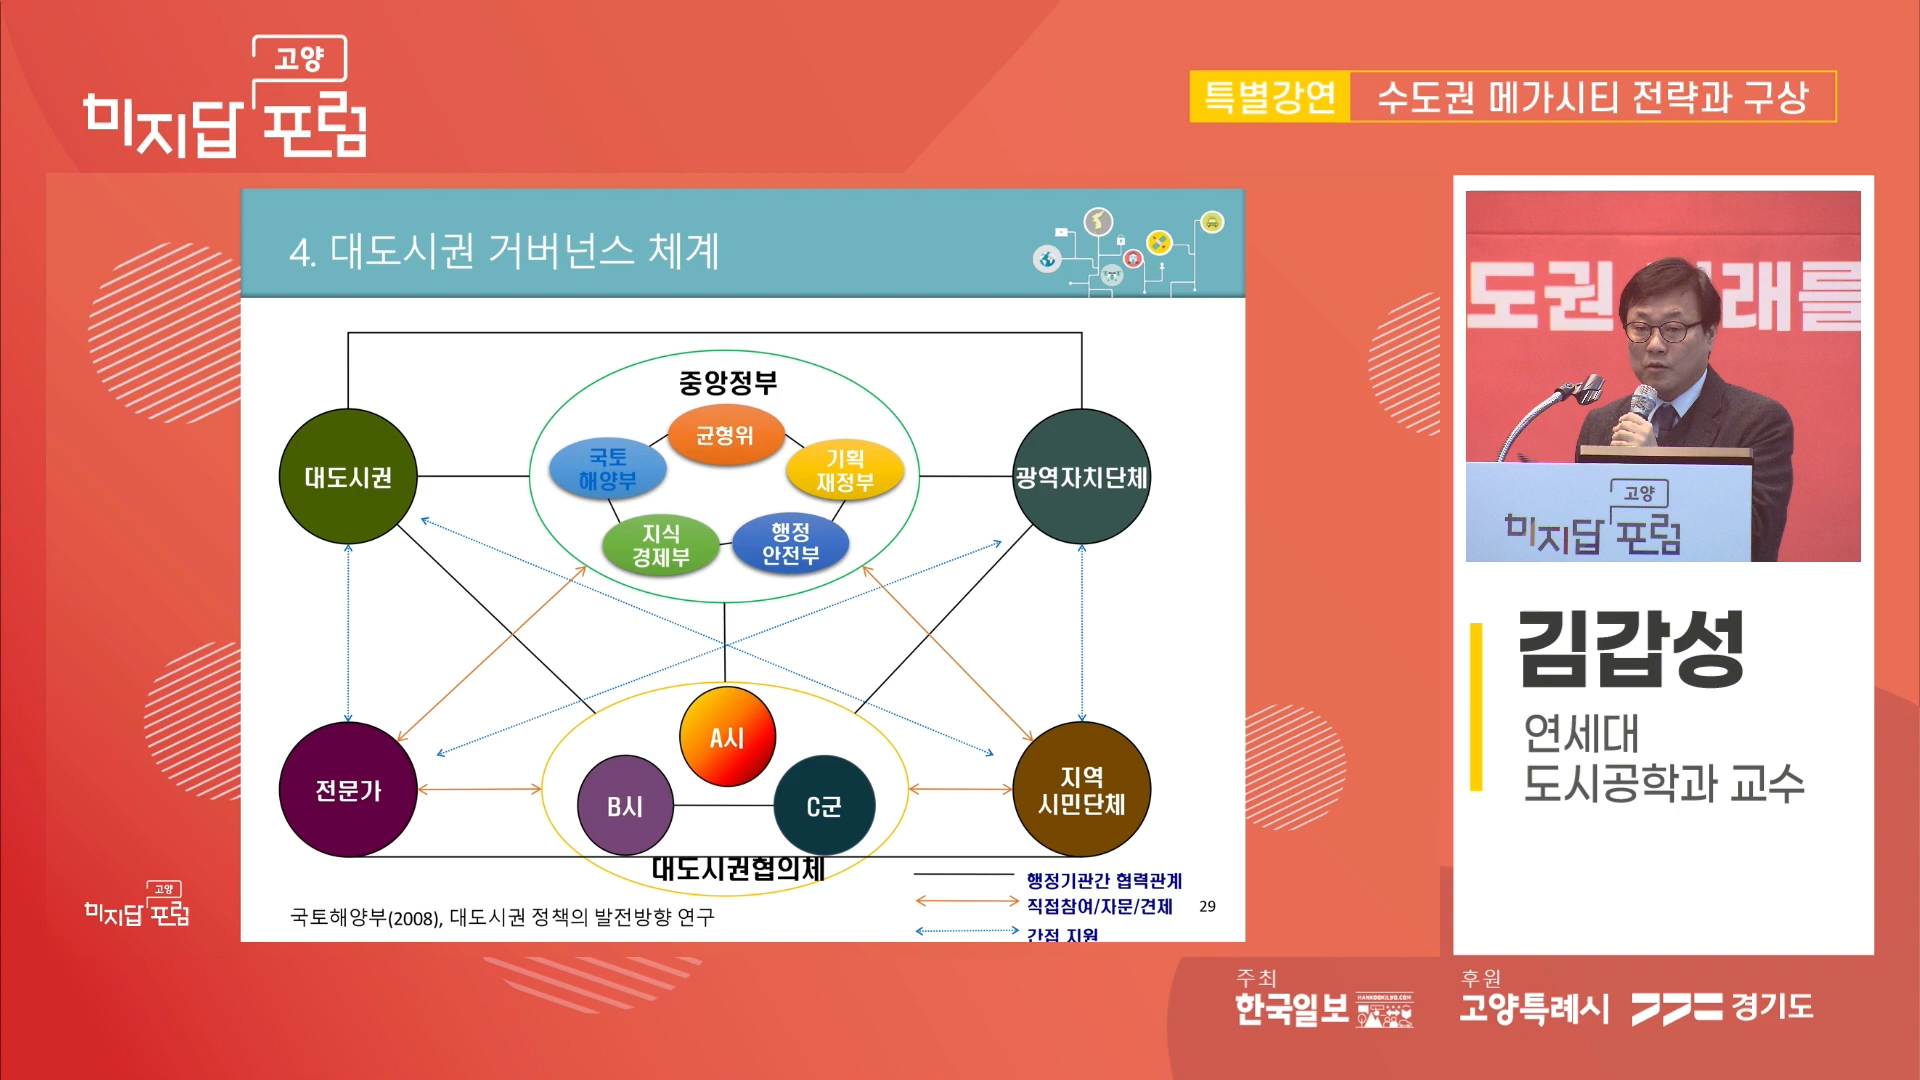 고양
미지답 포럼
특별강연 수도권 메가시티 전략과 구상
4. 대도시권 거버넌스 체계
중앙정부
균형위
국토
해양부
기획
재정부
지식
경제부
행정
안전부
대도시권
광역자치단체
전문가
지역
시민단체
A시
B시
C군
대도시권협의체
행정기관간 협력관계
직접참여/자문/견제
간접 지원
29
국토해양부(2008), 대도시권 정책의 발전방향 연구
도권 래를
고양
미지답 포럼
김갑성
연세대
도시공학과 교수
고양
미지답 포럼
주최
한국일보
HANKOOKILBO.COM
후원
고양특례시
경기도